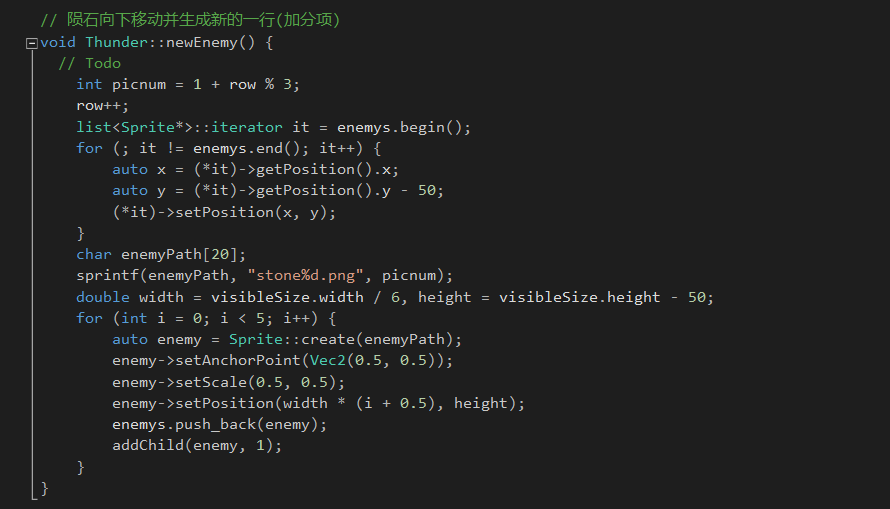 // 陨石向下移动并生成新的一行(加分项)
void Thunder::newEnemy() {
// Todo
int picnum = 1 + row % 3;
row++;
list<Sprite*>::iterator it = enemys.begin();
for (; it != enemys.end(); it++) {
auto x = (*it)->getPosition().x;
auto y = (*it)->getPosition().y - 50;
(*it)->setPosition(x, y);
}
char enemyPath[20];
sprintf(enemyPath, "stone%d.png", picnum);
double width = visibleSize.width / 6, height = visibleSize.height - 50;
for (int i = 0; i < 5; i++) {
auto enemy = Sprite::create(enemyPath);
enemy->setAnchorPoint(Vec2(0.5, 0.5));
enemy->setScale(0.5, 0.5);
enemy->setPosition(width * (i + 0.5), height);
enemys.push_back(enemy);
addChild(enemy, 1);
}
}